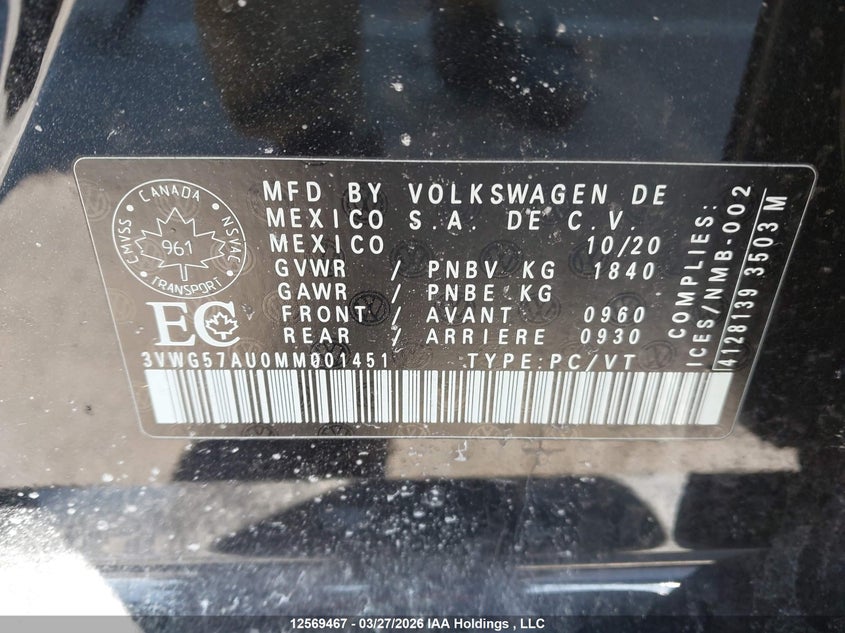 CANADA
CMVSS
NSVAC
961
TRANSPORT
EC
MFD BY VOLKSWAGEN DE
MEXICO S.A. DE C.V.
MEXICO 10/20
GVWR / PNBV KG 1840
GAWR / PNBE KG
FRONT / AVANT 0960
REAR / ARRIERE 0930
3VWG57AU0MM001451 TYPE:PC/VT
COMPLIES:
ICES/NMB-002
4128139 3503 M
12569467 - 03/27/2026 IAA Holdings , LLC